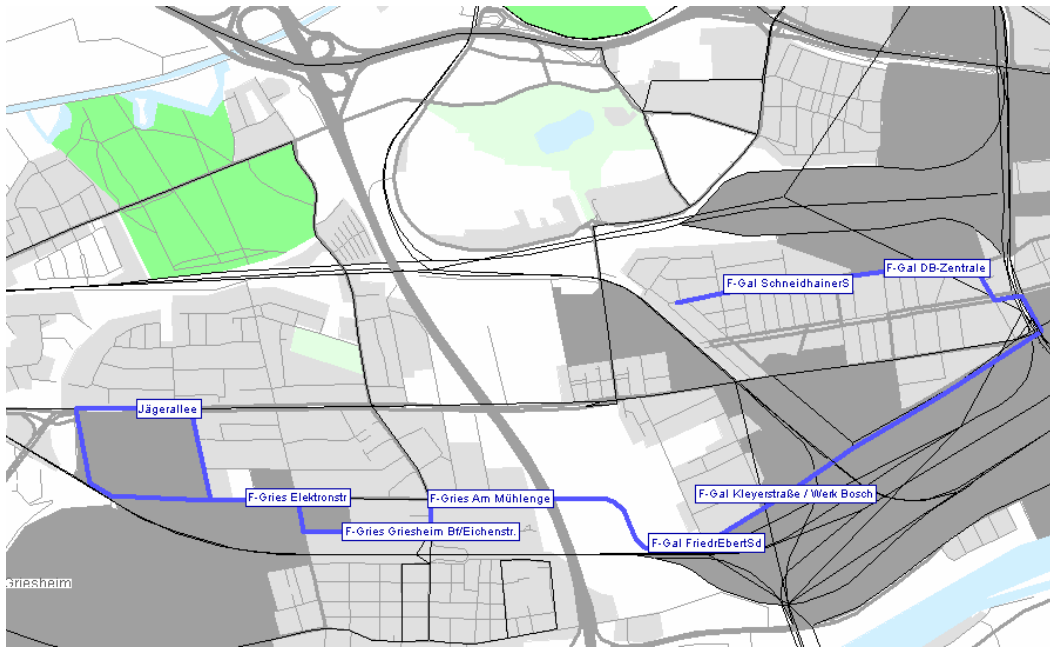 F-Gal DB-Zentrale
F-Gal SchneidhainerS
Jägerallee
F-Gries Elektronstr
F-Gries Am Mühlenge
F-Gal Kleyerstraße / Werk Bosch
F-Gries Griesheim Bf/Eichenstr.
F-Gal FriedrEbertSd
Griesheim